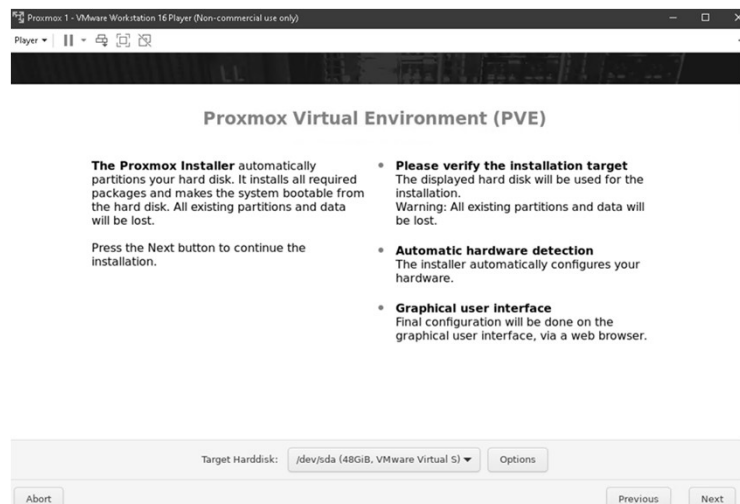 Proxmox 1 - VMware Workstation 16 Player (Non-commercial use only)
Player
Proxmox Virtual Environment (PVE)
The Proxmox Installer automatically
partitions your hard disk. It installs all required
packages and makes the system bootable from
the hard disk. All existing partitions and data
will be lost.
Press the Next button to continue the
installation.
Please verify the installation target
The displayed hard disk will be used for the
installation.
Warning: All existing partitions and data will
be lost.
Automatic hardware detection
The installer automatically configures your
hardware.
Graphical user interface
Final configuration will be done on the
graphical user interface, via a web browser.
Target Harddisk: /dev/sda (48GiB, VMware Virtual S) Options
Abort Previous Next